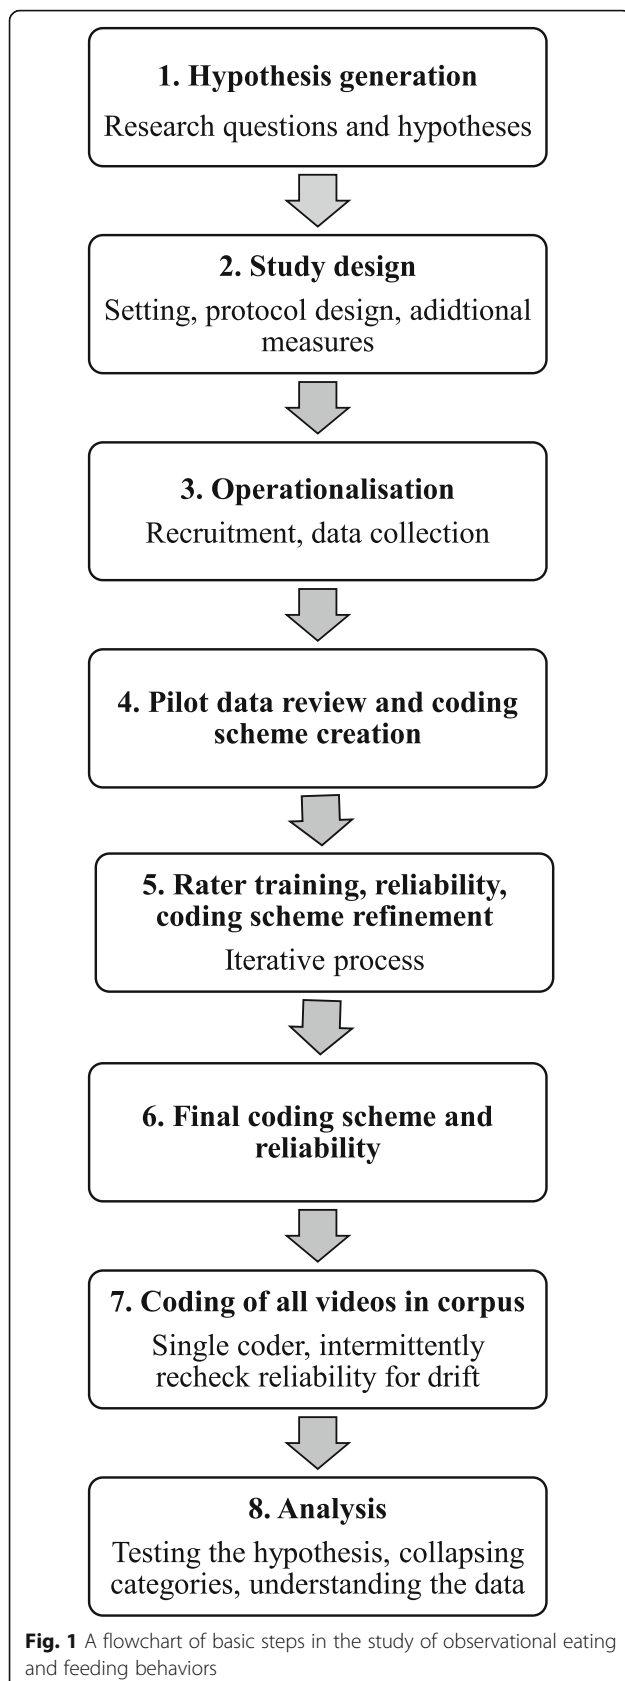 1. Hypothesis generation
Research questions and hypotheses
2. Study design
Setting, protocol design, adidtional
measures
3. Operationalisation
Recruitment, data collection
4. Pilot data review and coding
scheme creation
5. Rater training, reliability,
coding scheme refinement
Iterative process
6. Final coding scheme and
reliability
7. Coding of all videos in corpus
Single coder, intermittently
recheck reliability for drift
8. Analysis
Testing the hypothesis, collapsing
categories, understanding the data
Fig. 1 A flowchart of basic steps in the study of observational eating
and feeding behaviors